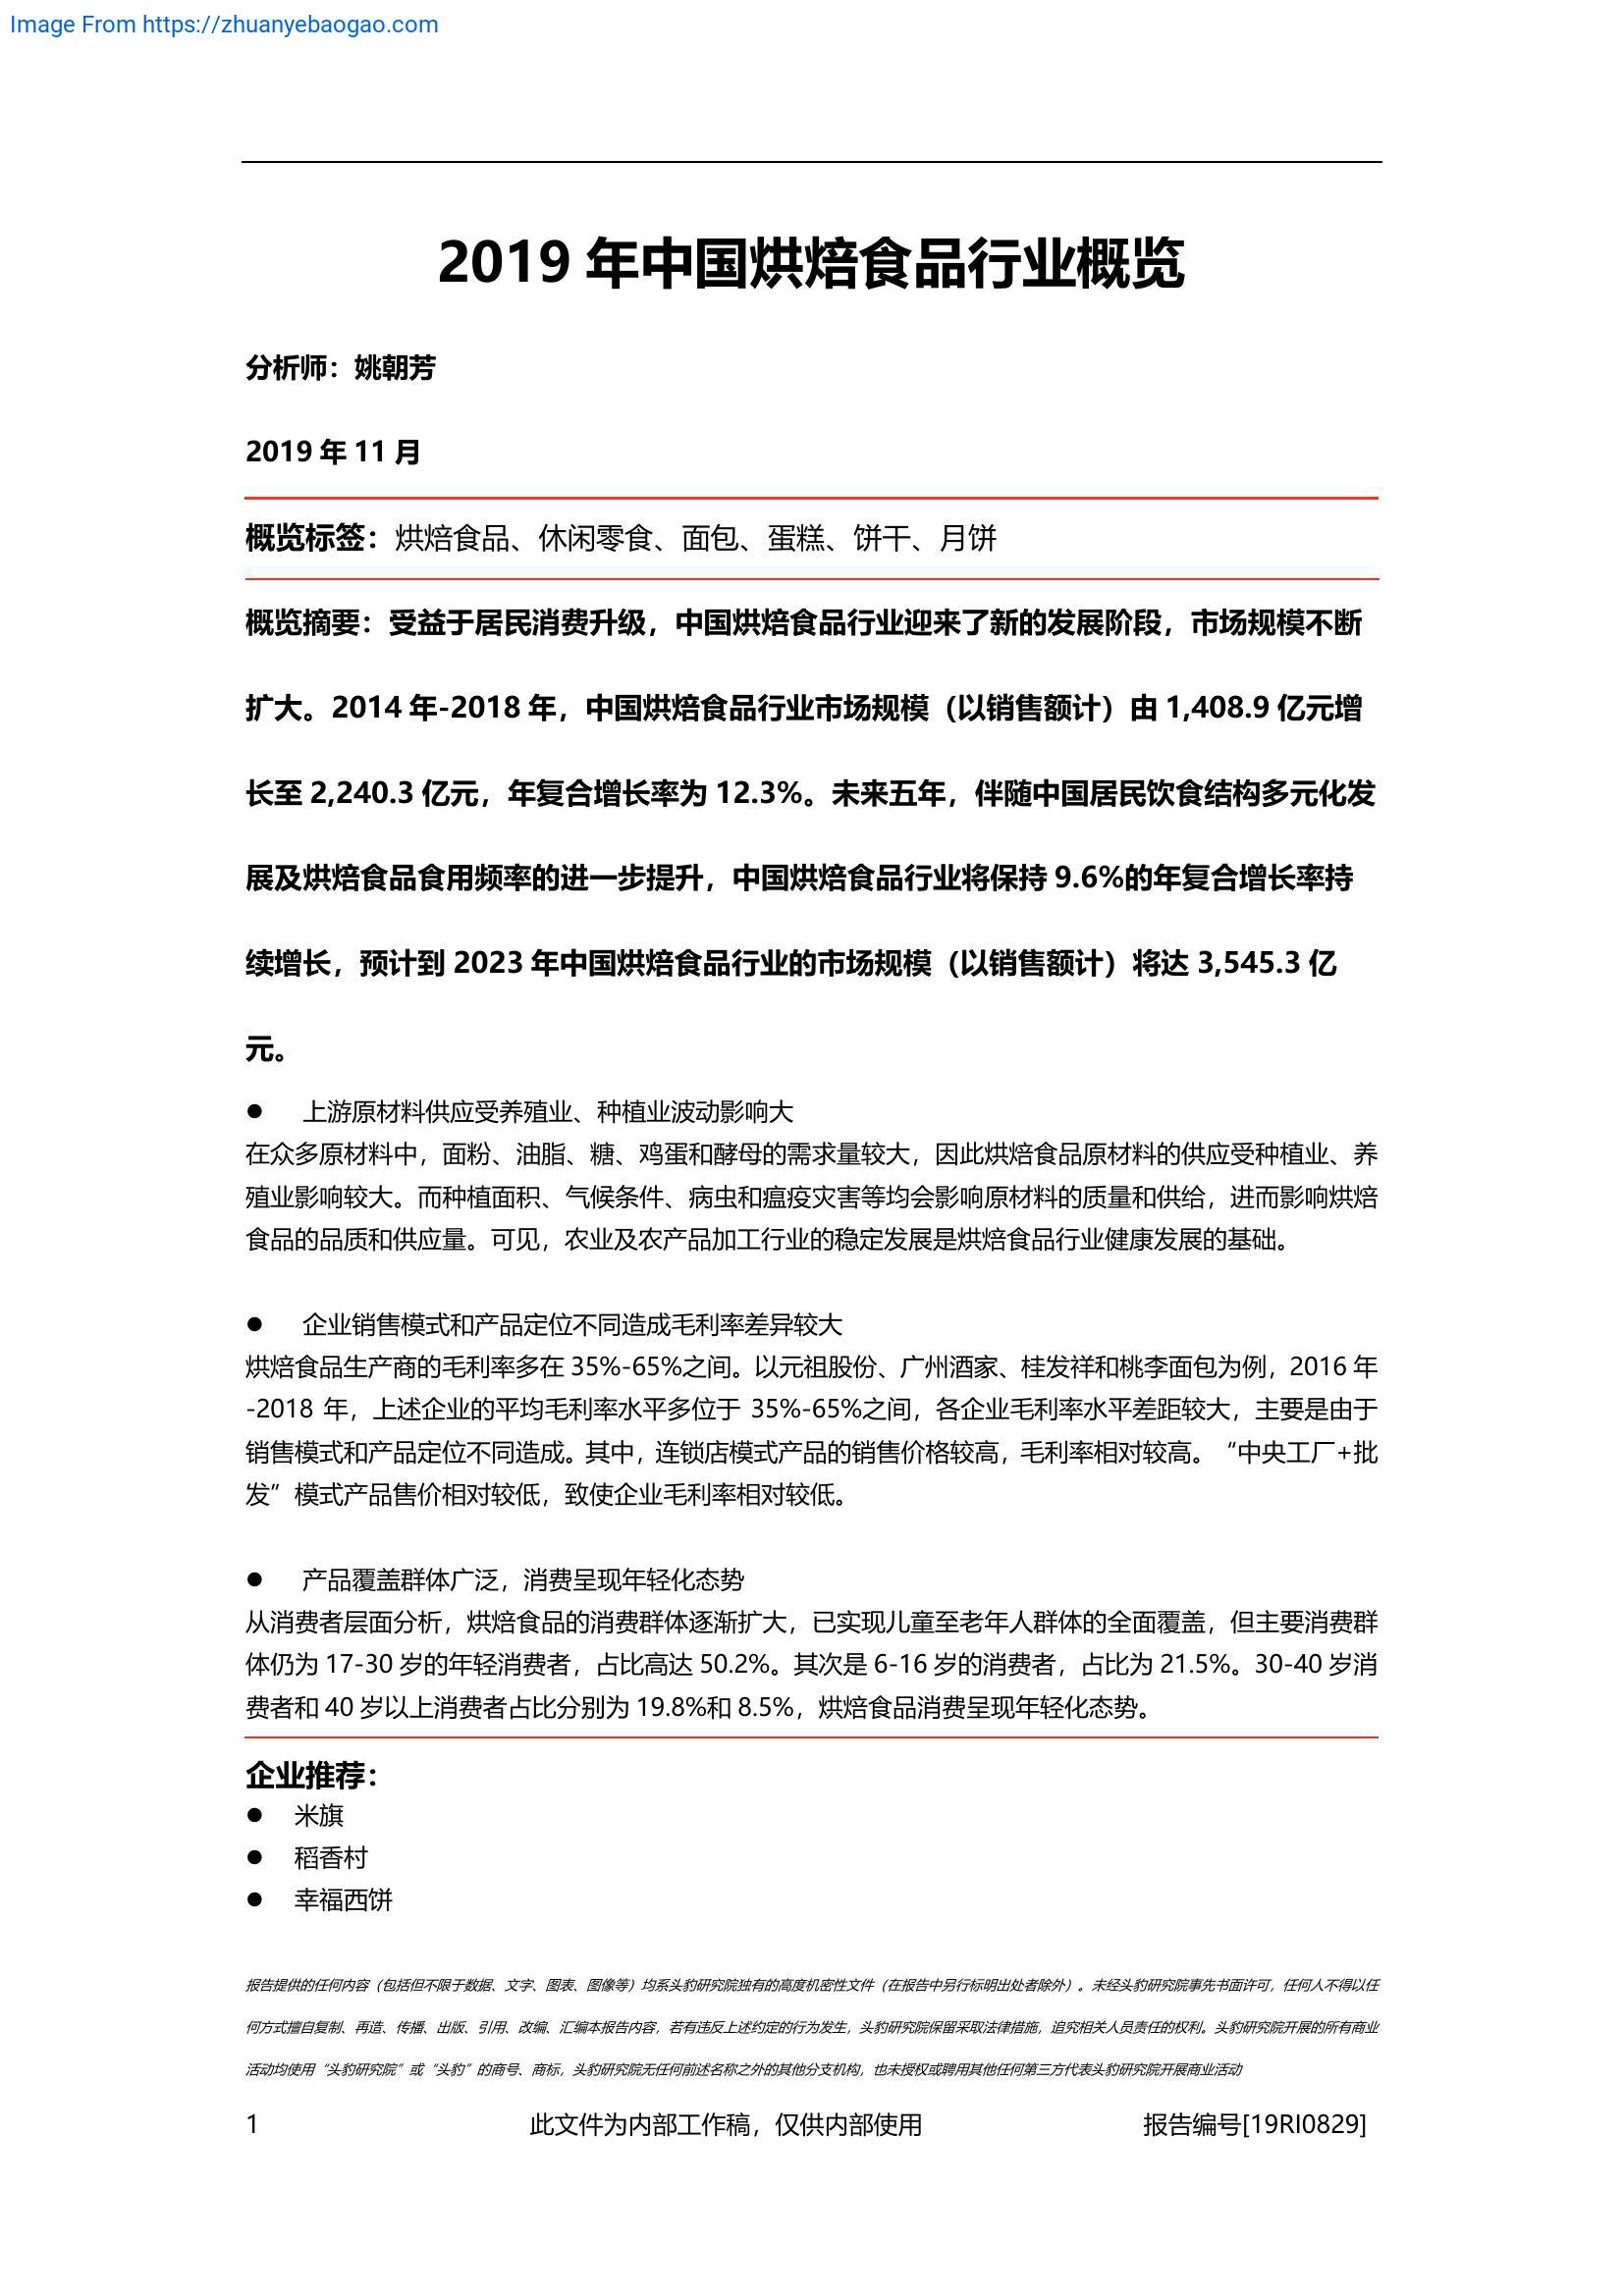 Image From https://zhuanyebaogao.com
2019 年中国烘焙食品行业概览
分析师：姚朝芳
2019 年 11 月
概览标签：烘焙食品、休闲零食、面包、蛋糕、饼干、月饼
概览摘要：受益于居民消费升级，中国烘焙食品行业迎来了新的发展阶段，市场规模不断
扩大。2014 年-2018 年，中国烘焙食品行业市场规模（以销售额计）由 1,408.9 亿元增
长至 2,240.3 亿元，年复合增长率为 12.3%。未来五年，伴随中国居民饮食结构多元化发
展及烘焙食品食用频率的进一步提升，中国烘焙食品行业将保持 9.6%的年复合增长率持
续增长，预计到 2023 年中国烘焙食品行业的市场规模（以销售额计）将达 3,545.3 亿
元。
● 上游原材料供应受养殖业、种植业波动影响大
在众多原材料中，面粉、油脂、糖、鸡蛋和酵母的需求量较大，因此烘焙食品原材料的供应受种植业、养
殖业影响较大。而种植面积、气候条件、病虫和瘟疫灾害等均会影响原材料的质量和供给，进而影响烘焙
食品的品质和供应量。可见，农业及农产品加工行业的稳定发展是烘焙食品行业健康发展的基础。
● 企业销售模式和产品定位不同造成毛利率差异较大
烘焙食品生产商的毛利率多在 35%-65%之间。以元祖股份、广州酒家、桂发祥和桃李面包为例，2016 年
-2018 年，上述企业的平均毛利率水平多位于 35%-65%之间，各企业毛利率水平差距较大，主要是由于
销售模式和产品定位不同造成。其中，连锁店模式产品的销售价格较高，毛利率相对较高。“中央工厂+批
发”模式产品售价相对较低，致使企业毛利率相对较低。
● 产品覆盖群体广泛，消费呈现年轻化态势
从消费者层面分析，烘焙食品的消费群体逐渐扩大，已实现儿童至老年人群体的全面覆盖，但主要消费群
体仍为 17-30 岁的年轻消费者，占比高达 50.2%。其次是 6-16 岁的消费者，占比为 21.5%。30-40 岁消
费者和 40 岁以上消费者占比分别为 19.8%和 8.5%，烘焙食品消费呈现年轻化态势。
企业推荐：
● 米旗
● 稻香村
● 幸福西饼
报告提供的任何内容（包括但不限于数据、文字、图表、图像等）均系头豹研究院独有的高度机密性文件（在报告中另行标明出处者除外）。未经头豹研究院事先书面许可，任何人不得以任
何方式擅自复制、再造、传播、出版、引用、改编、汇编本报告内容，若有违反上述约定的行为发生，头豹研究院保留采取法律措施，追究相关人员责任的权利。头豹研究院开展的所有商业
活动均使用“头豹研究院”或“头豹”的商号、商标，头豹研究院无任何前述名称之外的其他分支机构，也未授权或聘用其他任何第三方代表头豹研究院开展商业活动
1 此文件为内部工作稿，仅供内部使用 报告编号[19RI0829]